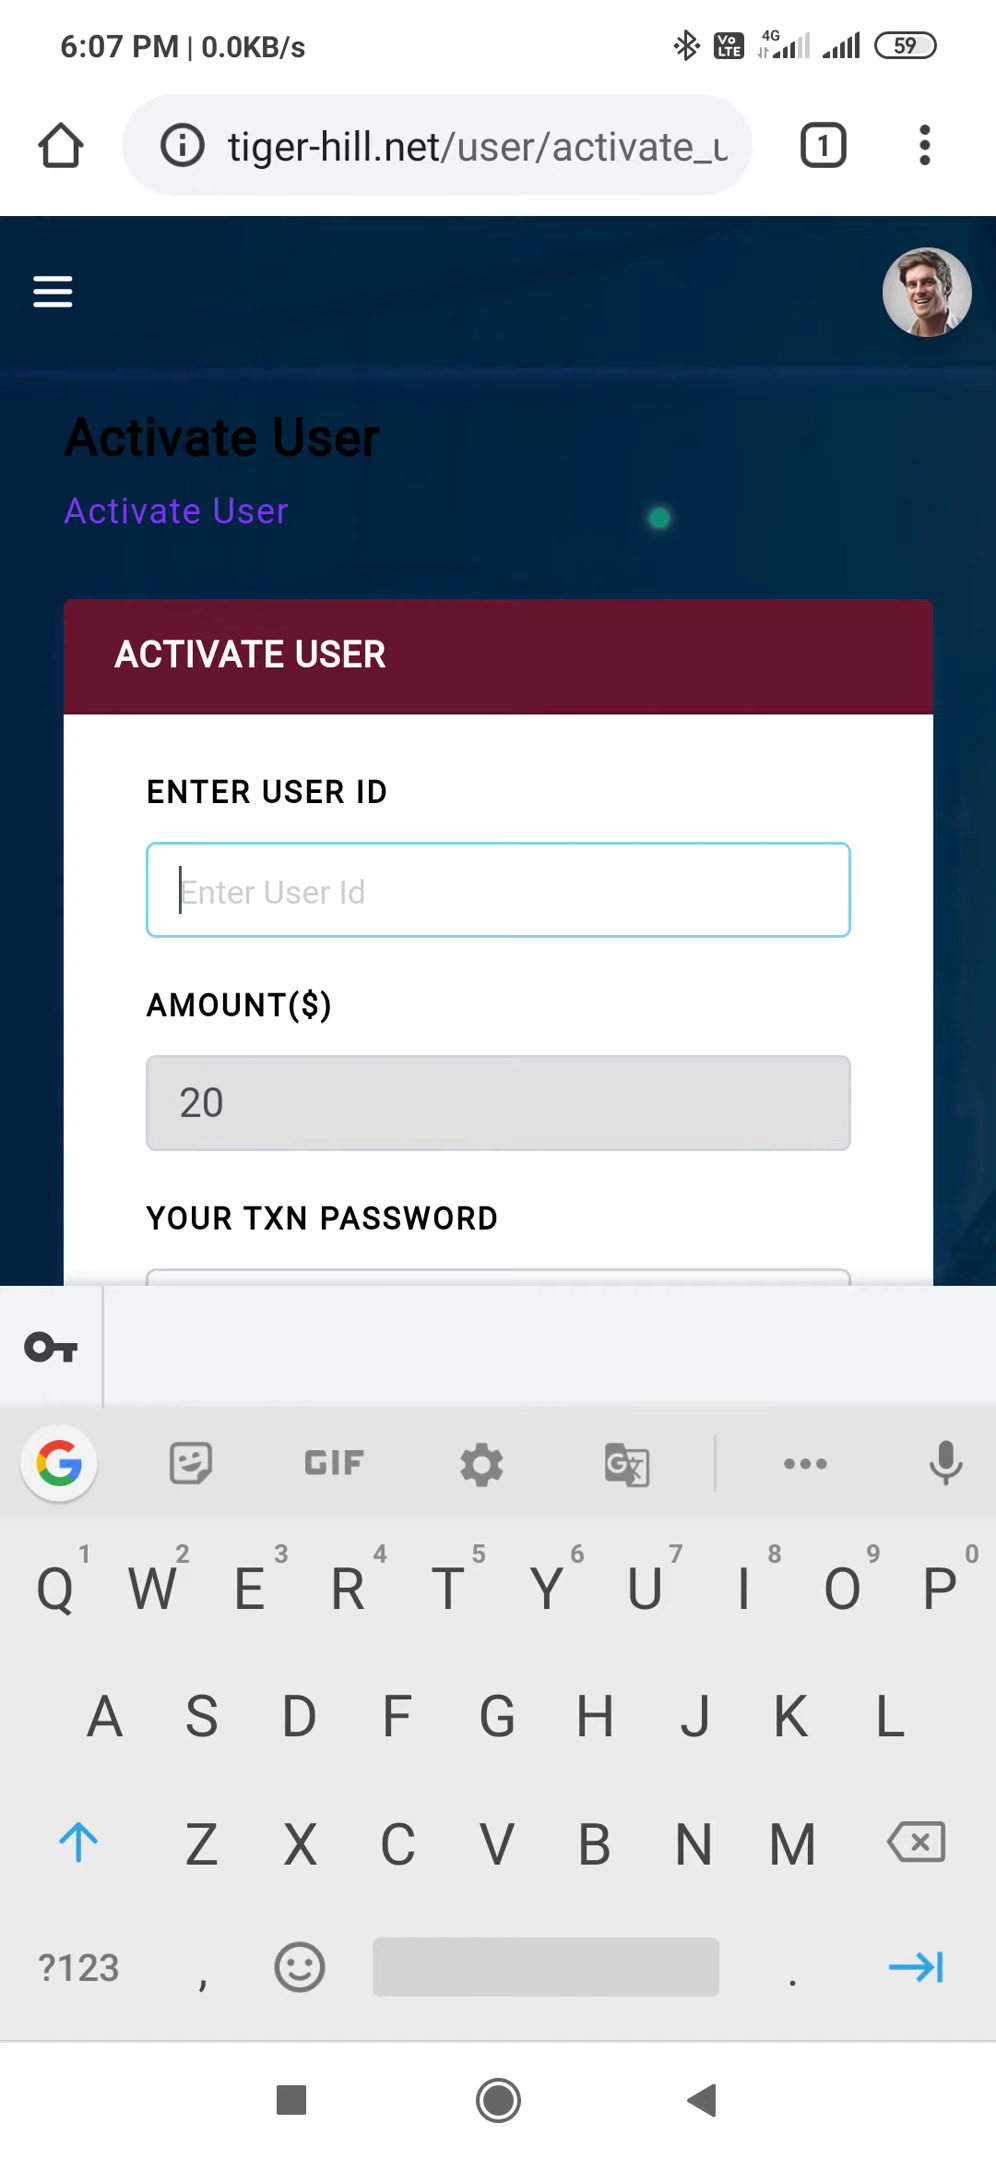 6:07 PM | 0.0KB/s
Vo LTE
4G
59
tiger-hill.net/user/activate_u
1
Activate User
Activate User
ACTIVATE USER
ENTER USER ID
Enter User Id
AMOUNT($)
20
YOUR TXN PASSWORD
G
GIF
G
1 2 3 4 5 6 7 8 9 0
Q W E R T Y U I O P
A S D F G H J K L
Z X C V B N M
?123 , .